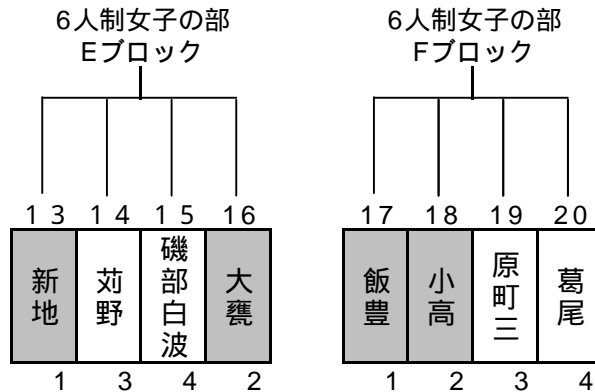 6人制女子の部
Eブロック
13 14 15 16
新地
苅野
磯部白波
大甕
1 3 4 2
6人制女子の部
Fブロック
17 18 19 20
飯豊
小高
原町三
葛尾
1 2 3 4